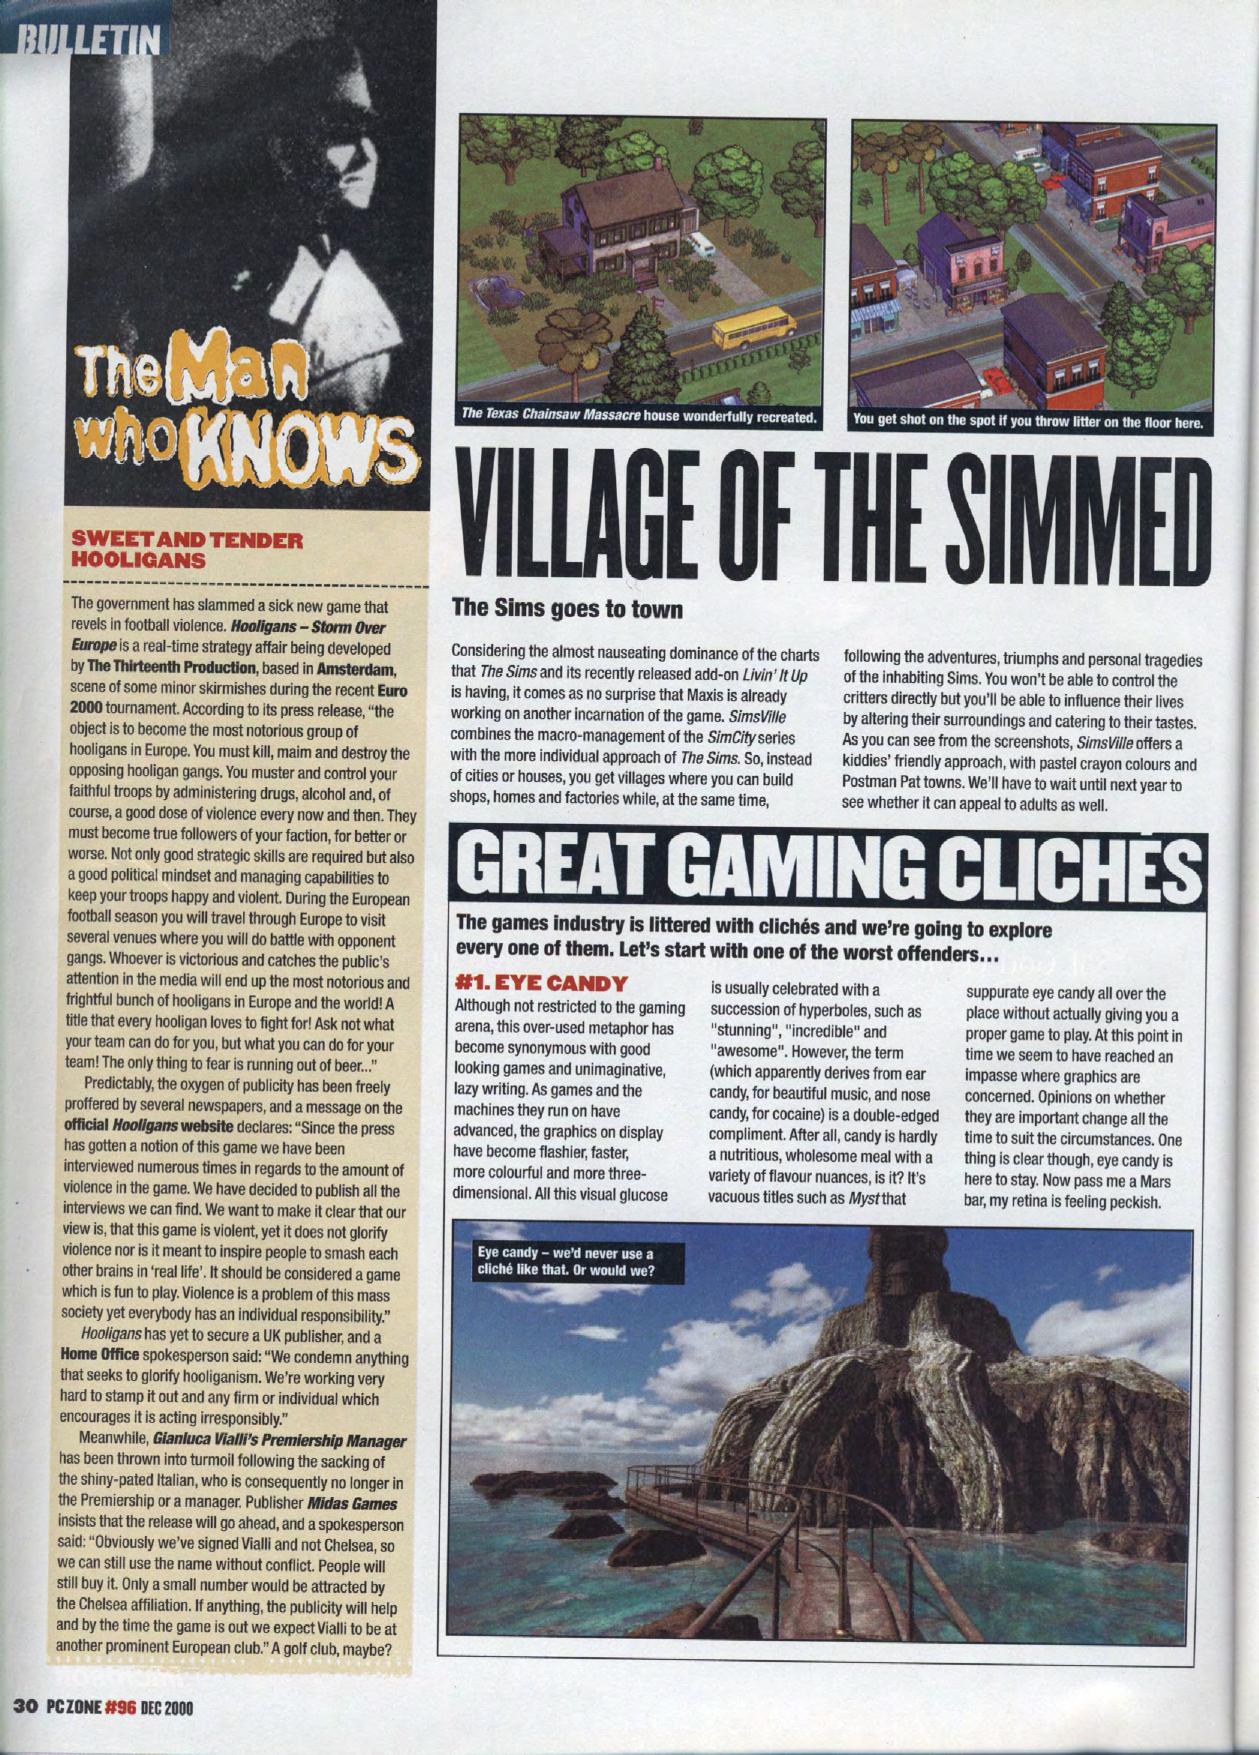 BULLETIN
The Man
who KNOWS
SWEET AND TENDER
HOOLIGANS
The government has slammed a sick new game that
revels in football violence. Hooligans – Storm Over
Europe is a real-time strategy affair being developed
by The Thirteenth Production, based in Amsterdam,
scene of some minor skirmishes during the recent Euro
2000 tournament. According to its press release, "the
object is to become the most notorious group of
hooligans in Europe. You must kill, maim and destroy the
opposing hooligan gangs. You muster and control your
faithful troops by administering drugs, alcohol and, of
course, a good dose of violence every now and then. They
must become true followers of your faction, for better or
worse. Not only good strategic skills are required but also
a good political mindset and managing capabilities to
keep your troops happy and violent. During the European
football season you will travel through Europe to visit
several venues where you will do battle with opponent
gangs. Whoever is victorious and catches the public's
attention in the media will end up the most notorious and
frightful bunch of hooligans in Europe and the world! A
title that every hooligan loves to fight for! Ask not what
your team can do for you, but what you can do for your
team! The only thing to fear is running out of beer..."
Predictably, the oxygen of publicity has been freely
proffered by several newspapers, and a message on the
official Hooligans website declares: "Since the press
has gotten a notion of this game we have been
interviewed numerous times in regards to the amount of
violence in the game. We have decided to publish all the
interviews we can find. We want to make it clear that our
view is, that this game is violent, yet it does not glorify
violence nor is it meant to inspire people to smash each
other brains in 'real life'. It should be considered a game
which is fun to play. Violence is a problem of this mass
society yet everybody has an individual responsibility."
Hooligans has yet to secure a UK publisher, and a
Home Office spokesperson said: "We condemn anything
that seeks to glorify hooliganism. We're working very
hard to stamp it out and any firm or individual which
encourages it is acting irresponsibly."
Meanwhile, Gianluca Vialli's Premiership Manager
has been thrown into turmoil following the sacking of
the shiny-pated Italian, who is consequently no longer in
the Premiership or a manager. Publisher Midas Games
insists that the release will go ahead, and a spokesperson
said: "Obviously we've signed Vialli and not Chelsea, so
we can still use the name without conflict. People will
still buy it. Only a small number would be attracted by
the Chelsea affiliation. If anything, the publicity will help
and by the time the game is out we expect Vialli to be at
another prominent European club." A golf club, maybe?
The Texas Chainsaw Massacre house wonderfully recreated.
You get shot on the spot if you throw litter on the floor here.
VILLAGE OF THE SIMMED
The Sims goes to town
Considering the almost nauseating dominance of the charts
that The Sims and its recently released add-on Livin' It Up
is having, it comes as no surprise that Maxis is already
working on another incarnation of the game. SimsVille
combines the macro-management of the SimCity series
with the more individual approach of The Sims. So, instead
of cities or houses, you get villages where you can build
shops, homes and factories while, at the same time,
following the adventures, triumphs and personal tragedies
of the inhabiting Sims. You won't be able to control the
critters directly but you'll be able to influence their lives
by altering their surroundings and catering to their tastes.
As you can see from the screenshots, SimsVille offers a
kiddies' friendly approach, with pastel crayon colours and
Postman Pat towns. We'll have to wait until next year to
see whether it can appeal to adults as well.
GREAT GAMING CLICHÉS
The games industry is littered with clichés and we're going to explore
every one of them. Let's start with one of the worst offenders...
#1. EYE CANDY
Although not restricted to the gaming
arena, this over-used metaphor has
become synonymous with good
looking games and unimaginative,
lazy writing. As games and the
machines they run on have
advanced, the graphics on display
have become flashier, faster,
more colourful and more three-
dimensional. All this visual glucose
is usually celebrated with a
succession of hyperboles, such as
"stunning", "incredible" and
"awesome". However, the term
(which apparently derives from ear
candy, for beautiful music, and nose
candy, for cocaine) is a double-edged
compliment. After all, candy is hardly
a nutritious, wholesome meal with a
variety of flavour nuances, is it? It's
vacuous titles such as Myst that
suppurate eye candy all over the
place without actually giving you a
proper game to play. At this point in
time we seem to have reached an
impasse where graphics are
concerned. Opinions on whether
they are important change all the
time to suit the circumstances. One
thing is clear though, eye candy is
here to stay. Now pass me a Mars
bar, my retina is feeling peckish.
Eye candy – we'd never use a
cliché like that. Or would we?
30 PCZONE #96 DEC 2000